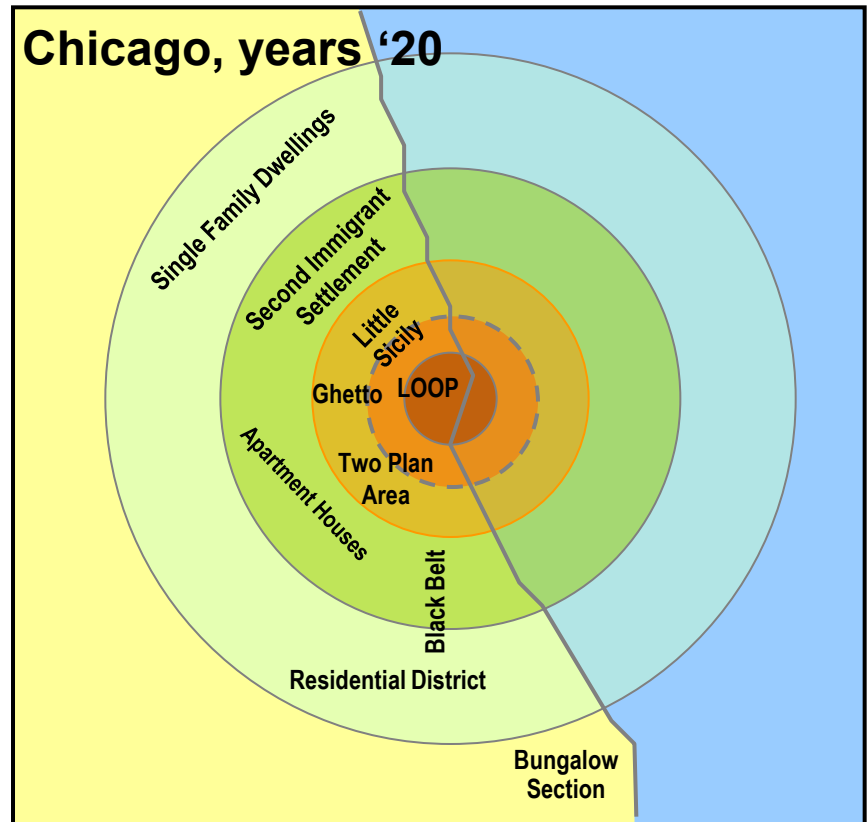 Chicago, years ‘20
Single Family Dwellings
Second Immigrant
Settlement
Little
Sicily
Ghetto
LOOP
Two Plan
Area
Apartment Houses
Black Belt
Residential District
Bungalow
Section